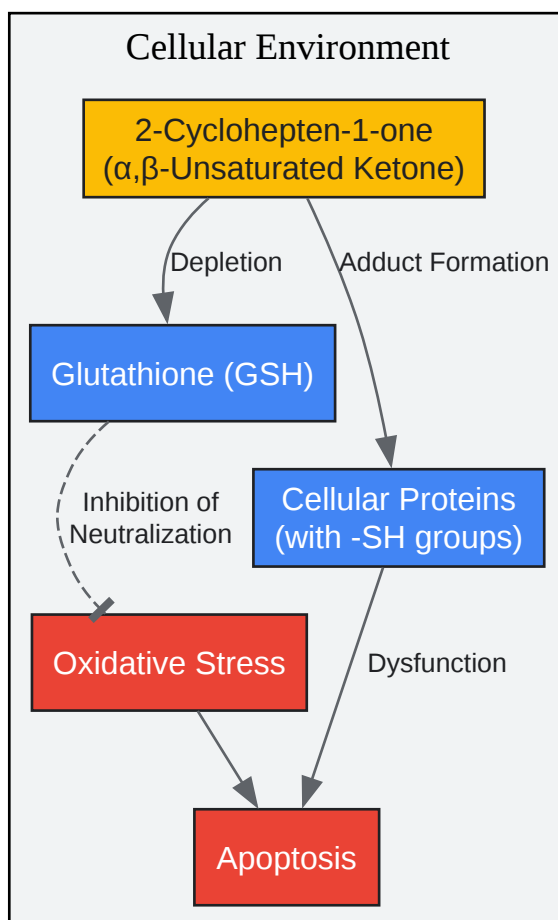 Cellular Environment
2-Cyclohepten-1-one
(α,β-Unsaturated Ketone)
Depletion
Adduct Formation
Glutathione (GSH)
Inhibition of
Neutralization
Cellular Proteins
(with -SH groups)
Oxidative Stress
Dysfunction
Apoptosis